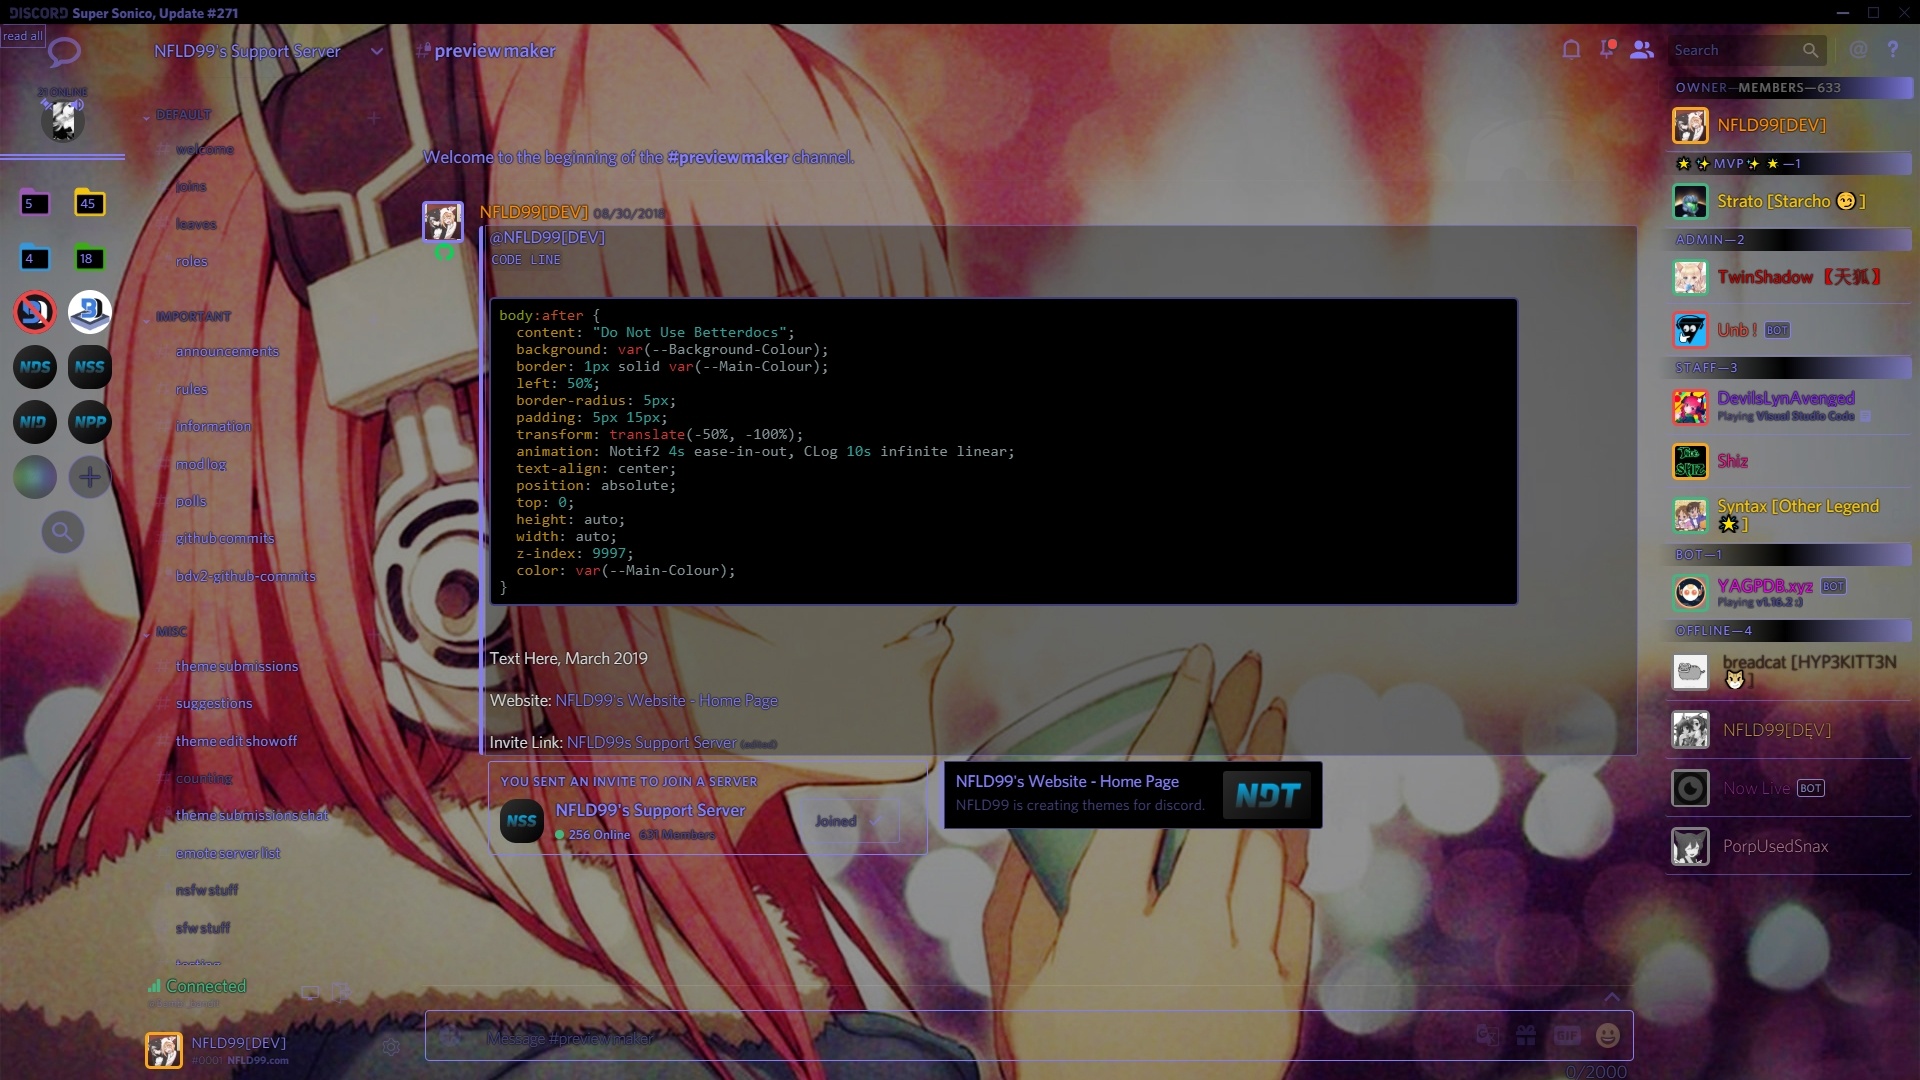 DISCORD Super Sonico, Update #271
read all
21 ONLINE
5
45
4
18
NDS
NSS
NID
NPP
NFLD99's Support Server
DEFAULT
welcome
joins
leaves
roles
IMPORTANT
announcements
rules
information
mod log
polls
github commits
bdv2-github-commits
MISC
theme submissions
suggestions
theme edit showoff
counting
theme submissions chat
emote server list
nsfw stuff
sfw stuff
testing
Connected
NFLD99[DEV]
#0001 NFLD99.com
# preview maker
Search
Welcome to the beginning of the #preview maker channel.
NFLD99[DEV] 08/30/2018
@NFLD99[DEV]
CODE LINE
body:after {
content: "Do Not Use Betterdocs";
background: var(--Background-Colour);
border: 1px solid var(--Main-Colour);
left: 50%;
border-radius: 5px;
padding: 5px 15px;
transform: translate(-50%, -100%);
animation: Notif2 4s ease-in-out, CLog 10s infinite linear;
text-align: center;
position: absolute;
top: 0;
height: auto;
width: auto;
z-index: 9997;
color: var(--Main-Colour);
}
Text Here, March 2019
Website: NFLD99's Website - Home Page
Invite Link: NFLD99s Support Server (edited)
YOU SENT AN INVITE TO JOIN A SERVER
NSS
NFLD99's Support Server
256 Online 631 Members
Joined
NFLD99's Website - Home Page
NFLD99 is creating themes for discord.
NDT
Message #preview maker
GIF
0/2000
OWNER—MEMBERS—633
NFLD99[DEV]
🌟✨MVP✨🌟—1
Strato [Starcho 😏]
ADMIN—2
TwinShadow 【天狐】
Unb ! BOT
STAFF—3
DevilsLynAvenged
Playing Visual Studio Code
The SHIZ
Shiz
Syntax [Other Legend
🌟]
BOT—1
YAGPDB.xyz BOT
Playing v1.16.2 :)
OFFLINE—4
breadcat [HYP3KITT3N
🐱]
NFLD99[DĘV]
Now Live BOT
PorpUsedSnax